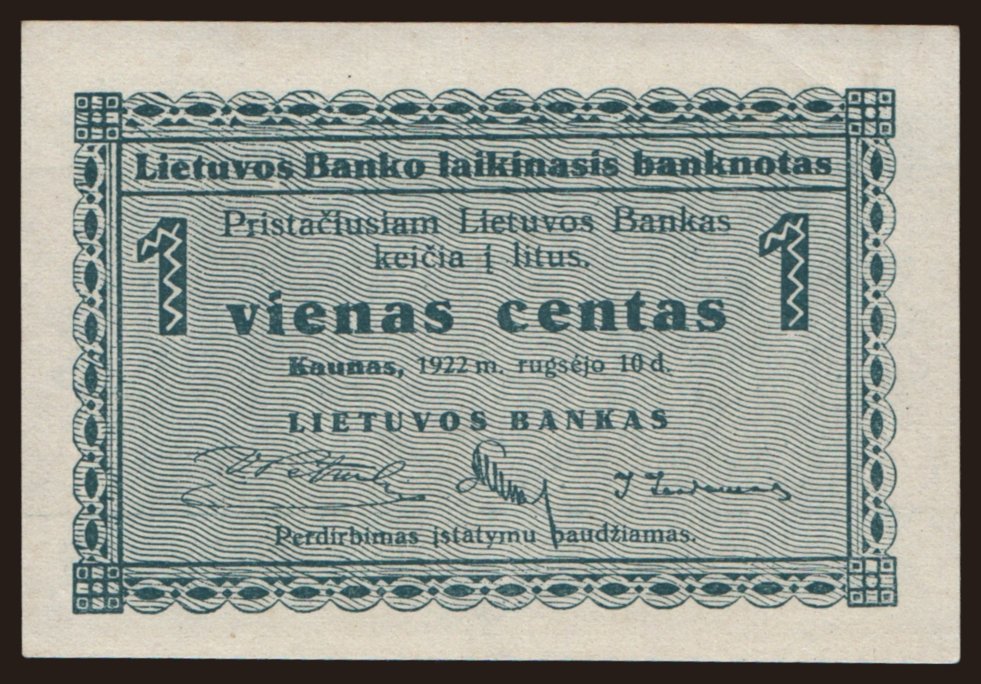 Lietuvos Banko laikinasis banknotas
1 Pristačiusiam Lietuvos Bankas 1
keičia į litus.
vienas centas
Kaunas, 1922 m. rugsėjo 10 d.
LIETUVOS BANKAS
Perdirbimas įstatymu baudžiamas.